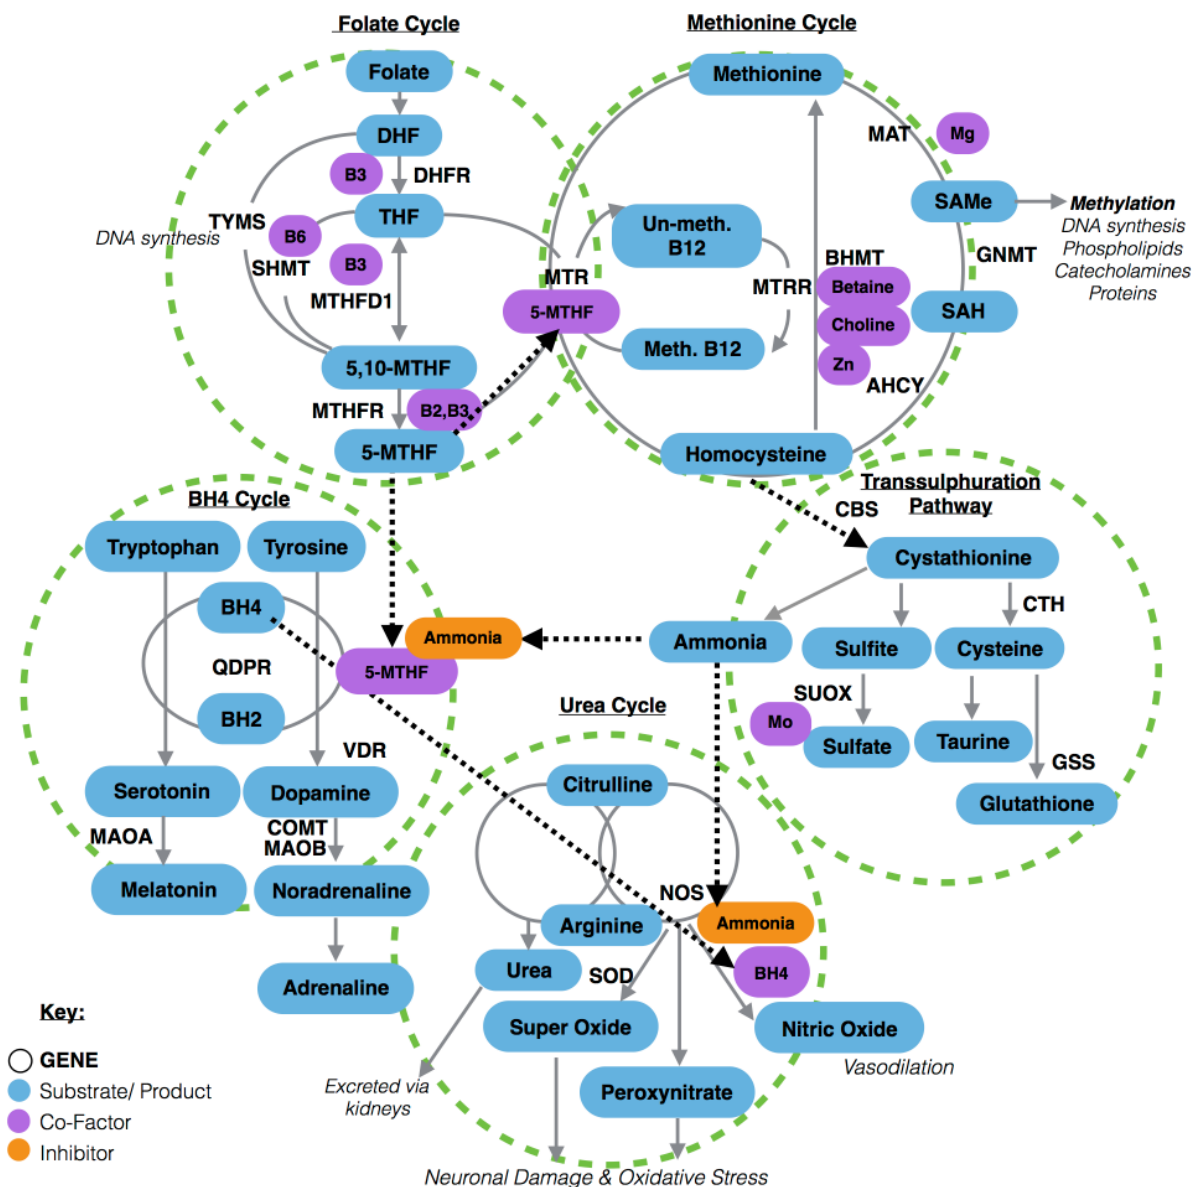 Folate Cycle
Methionine Cycle
Folate
Methionine
DHF
MAT
Mg
B3
DHFR
THF
SAMe
Methylation
DNA synthesis
Phospholipids
Catecholamines
Proteins
TYMS
DNA synthesis
B6
SHMT
B3
MTHFD1
Un-meth.
B12
MTR
MTRR
BHMT
GNMT
5-MTHF
Betaine
Choline
Zn
SAH
Meth. B12
AHCY
5,10-MTHF
MTHFR
B2,B3
5-MTHF
Homocysteine
BH4 Cycle
Transsulphuration
Pathway
CBS
Tryptophan
Tyrosine
Cystathionine
BH4
CTH
Ammonia
Ammonia
Sulfite
Cysteine
QDPR
5-MTHF
BH2
SUOX
Mo
Sulfate
Taurine
Urea Cycle
VDR
GSS
Serotonin
Dopamine
Citrulline
Glutathione
MAOA
COMT
MAOB
Melatonin
Noradrenaline
NOS
Arginine
Ammonia
Urea
SOD
BH4
Adrenaline
Super Oxide
Nitric Oxide
Vasodilation
Excreted via
kidneys
Peroxynitrate
Neuronal Damage & Oxidative Stress
Key:
GENE
Substrate/ Product
Co-Factor
Inhibitor